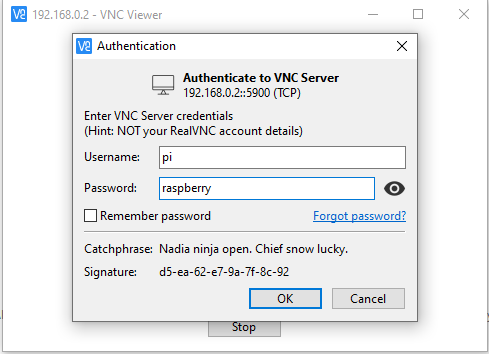 192.168.0.2 - VNC Viewer
Authentication
Authenticate to VNC Server
192.168.0.2::5900 (TCP)
Enter VNC Server credentials
(Hint: NOT your RealVNC account details)
Username: pi
Password: raspberry
Remember password Forgot password?
Catchphrase: Nadia ninja open. Chief snow lucky.
Signature: d5-ea-62-e7-9a-7f-8c-92
OK Cancel
Stop